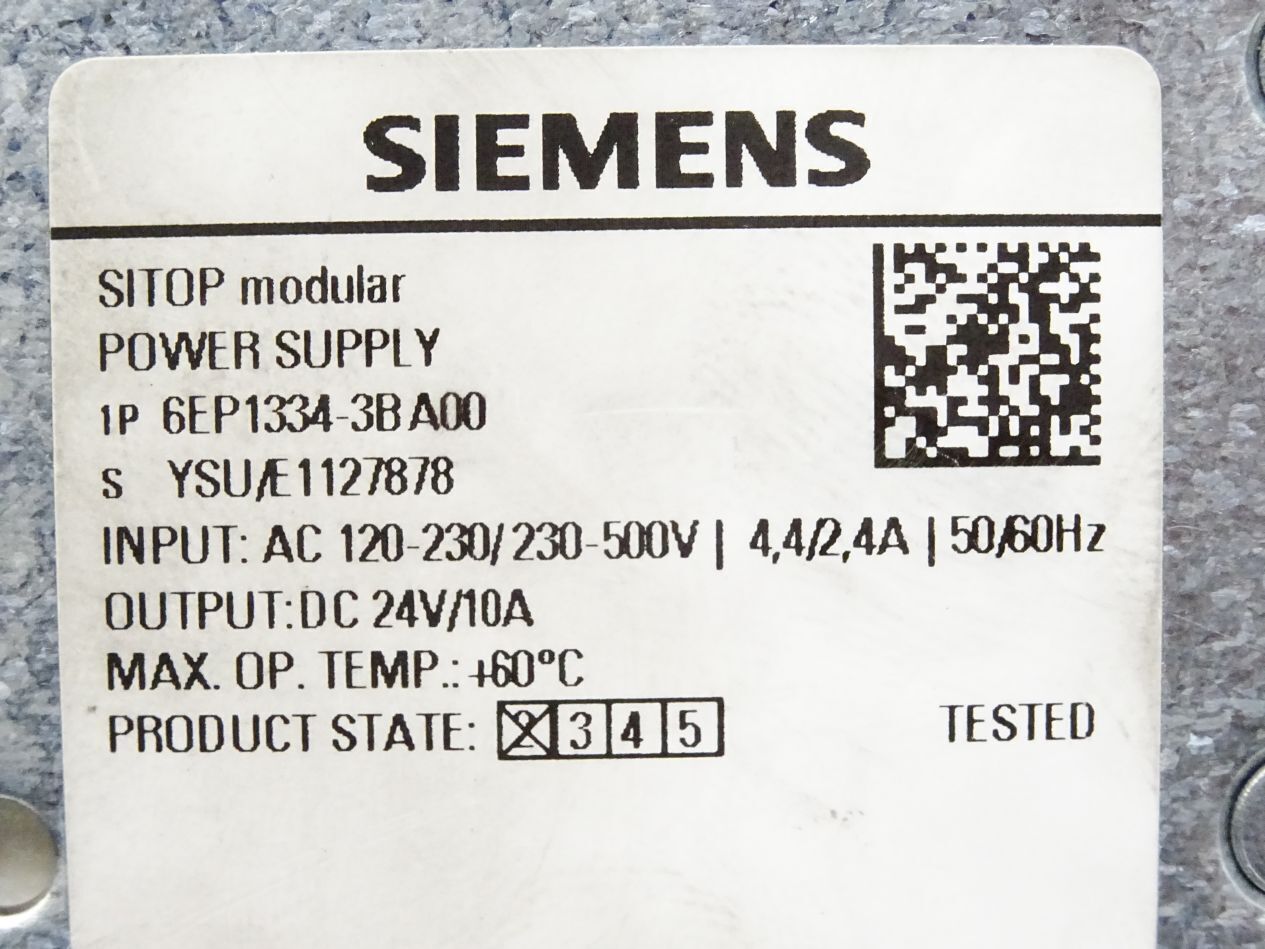 SIEMENS
SITOP modular
POWER SUPPLY
1P 6EP1334-3BA00
S YSU/E1127878
INPUT: AC 120-230/230-500V | 4,4/2,4A | 50/60Hz
OUTPUT: DC 24V/10A
MAX. OP. TEMP.: +60°C
PRODUCT STATE: 2 3 4 5 TESTED